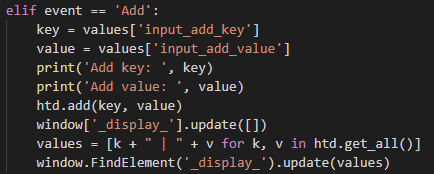 elif event == 'Add':
key = values['input_add_key']
value = values['input_add_value']
print('Add key: ', key)
print('Add value: ', value)
htd.add(key, value)
window['_display_'].update([])
values = [k + " | " + v for k, v in htd.get_all()]
window.FindElement('_display_').update(values)